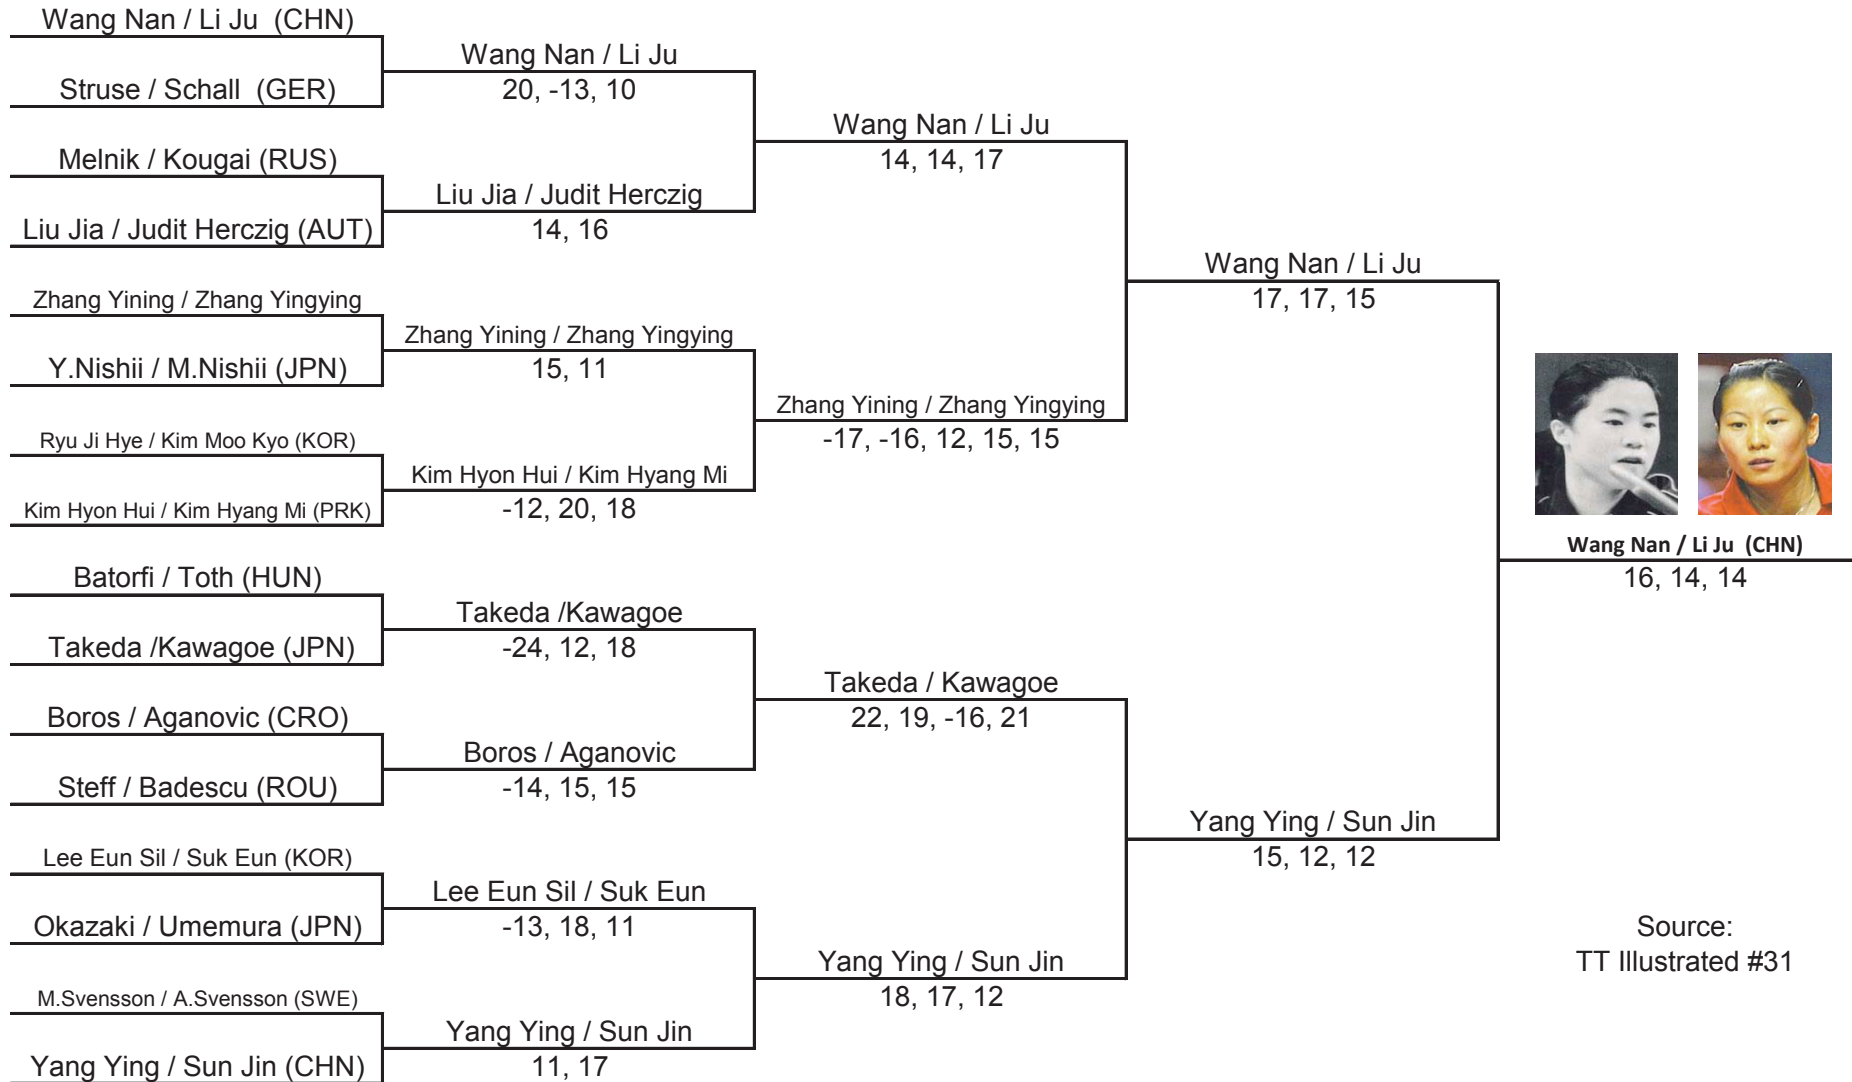 Wang Nan / Li Ju (CHN)
Struse / Schall (GER)
Melnik / Kougai (RUS)
Liu Jia / Judit Herczig (AUT)
Zhang Yining / Zhang Yingying
Y.Nishii / M.Nishii (JPN)
Ryu Ji Hye / Kim Moo Kyo (KOR)
Kim Hyon Hui / Kim Hyang Mi (PRK)
Batorfi / Toth (HUN)
Takeda /Kawagoe (JPN)
Boros / Aganovic (CRO)
Steff / Badescu (ROU)
Lee Eun Sil / Suk Eun (KOR)
Okazaki / Umemura (JPN)
M.Svensson / A.Svensson (SWE)
Yang Ying / Sun Jin (CHN)
Wang Nan / Li Ju
20, -13, 10
Liu Jia / Judit Herczig
14, 16
Zhang Yining / Zhang Yingying
15, 11
Kim Hyon Hui / Kim Hyang Mi
-12, 20, 18
Takeda /Kawagoe
-24, 12, 18
Boros / Aganovic
-14, 15, 15
Lee Eun Sil / Suk Eun
-13, 18, 11
Yang Ying / Sun Jin
11, 17
Wang Nan / Li Ju
14, 14, 17
Zhang Yining / Zhang Yingying
-17, -16, 12, 15, 15
Takeda / Kawagoe
22, 19, -16, 21
Yang Ying / Sun Jin
18, 17, 12
Wang Nan / Li Ju
17, 17, 15
Yang Ying / Sun Jin
15, 12, 12
Wang Nan / Li Ju (CHN)
16, 14, 14
Source:
TT Illustrated #31